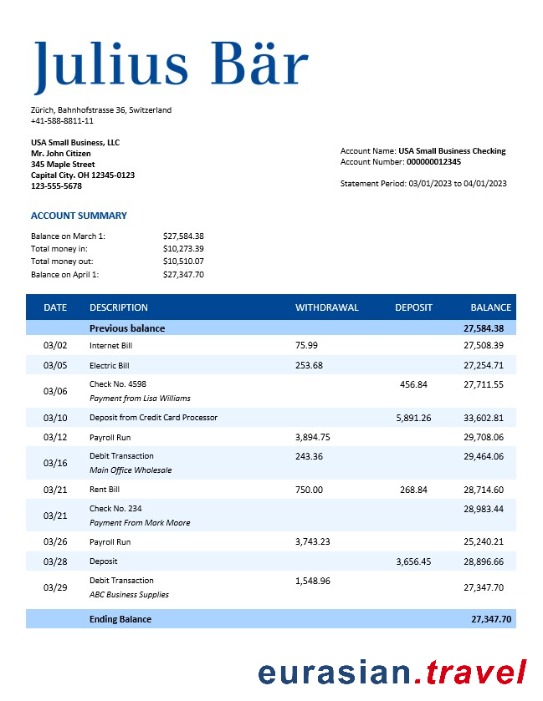 Julius Bär
Zürich, Bahnhofstrasse 36, Switzerland
+41-588-8811-11
USA Small Business, LLC
Mr. John Citizen
345 Maple Street
Capital City. OH 12345-0123
123-555-5678
Account Name: USA Small Business Checking
Account Number: 000000012345
Statement Period: 03/01/2023 to 04/01/2023
ACCOUNT SUMMARY
Balance on March 1: $27,584.38
Total money in: $10,273.39
Total money out: $10,510.07
Balance on April 1: $27,347.70
DATE DESCRIPTION WITHDRAWAL DEPOSIT BALANCE
Previous balance 27,584.38
03/02 Internet Bill 75.99 27,508.39
03/05 Electric Bill 253.68 27,254.71
03/06 Check No. 4598 456.84 27,711.55
Payment from Lisa Williams
03/10 Deposit from Credit Card Processor 5,891.26 33,602.81
03/12 Payroll Run 3,894.75 29,708.06
03/16 Debit Transaction 243.36 29,464.06
Main Office Wholesale
03/21 Rent Bill 750.00 268.84 28,714.60
03/21 Check No. 234 28,983.44
Payment From Mark Moore
03/26 Payroll Run 3,743.23 25,240.21
03/28 Deposit 3,656.45 28,896.66
03/29 Debit Transaction 1,548.96 27,347.70
ABC Business Supplies
Ending Balance 27,347.70
eurasian.travel